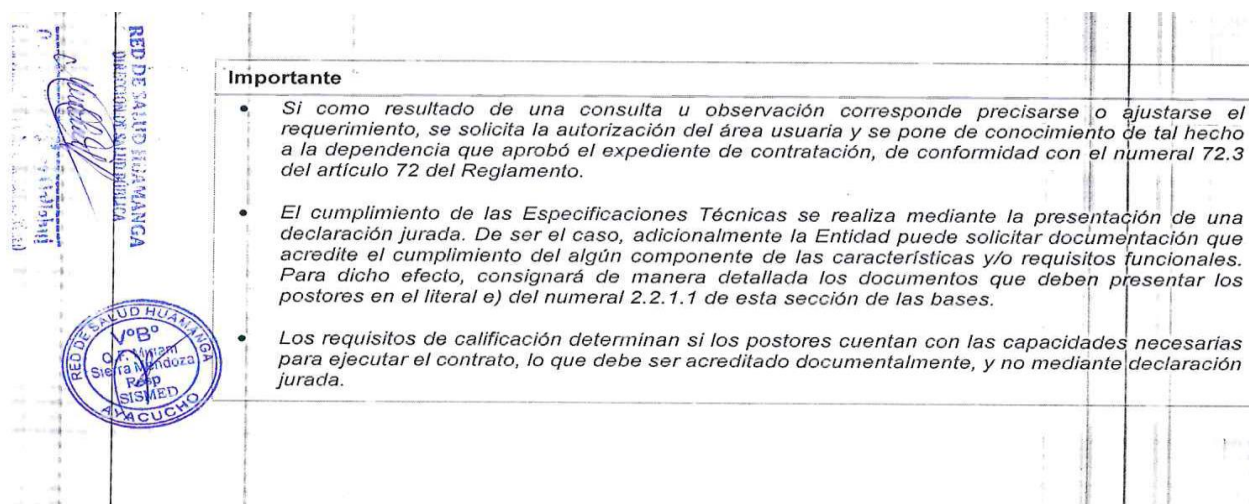 RED DE SALUD HUAMANGA
DIRECCION DE SALUD PUBLICA
Importante
• Si como resultado de una consulta u observación corresponde precisarse o ajustarse el
requerimiento, se solicita la autorización del área usuaria y se pone de conocimiento de tal hecho
a la dependencia que aprobó el expediente de contratación, de conformidad con el numeral 72.3
del artículo 72 del Reglamento.
• El cumplimiento de las Especificaciones Técnicas se realiza mediante la presentación de una
declaración jurada. De ser el caso, adicionalmente la Entidad puede solicitar documentación que
acredite el cumplimiento del algún componente de las características y/o requisitos funcionales.
Para dicho efecto, consignará de manera detallada los documentos que deben presentar los
postores en el literal e) del numeral 2.2.1.1 de esta sección de las bases.
• Los requisitos de calificación determinan si los postores cuentan con las capacidades necesarias
para ejecutar el contrato, lo que debe ser acreditado documentalmente, y no mediante declaración
jurada.
RED DE SALUD HUAMANGA
VºBº
Sierra Mendoza
Resp
SISMED
AYACUCHO